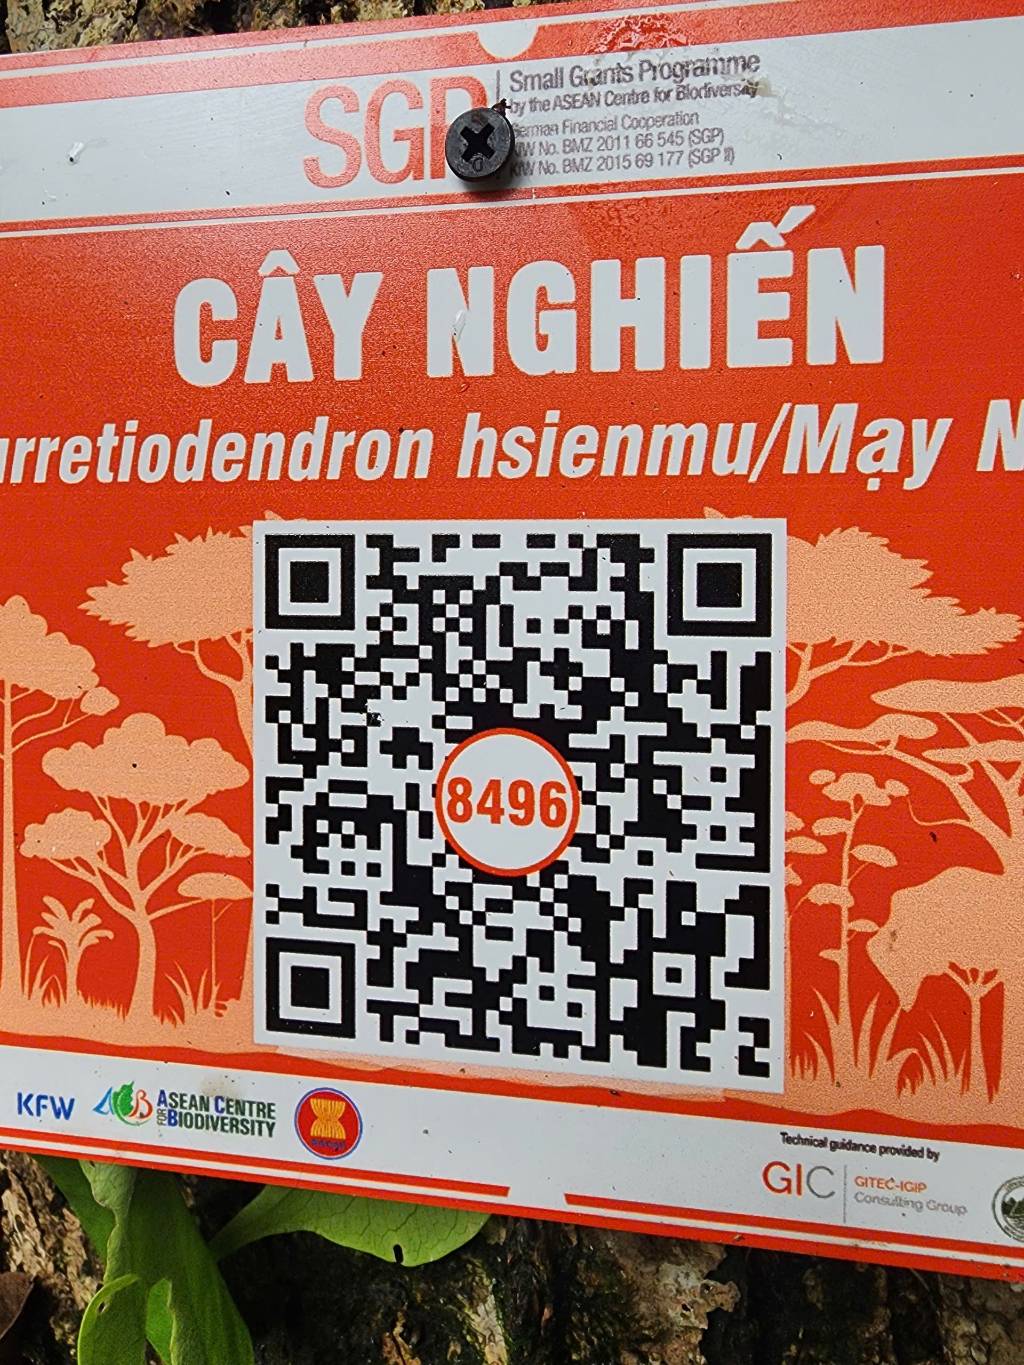 SGP
Small Grants Programme
by the ASEAN Centre for Biodiversity
German Financial Cooperation
KfW No. BMZ 2011 66 545 (SGP)
KfW No. BMZ 2015 69 177 (SGP II)
CÂY NGHIẾN
urretiodendron hsienmu/Mạy N
8496
KFW
ACB
ASEAN CENTRE
FOR BIODIVERSITY
Technical guidance provided by
GIC
GITEC-IGIP
Consulting Group